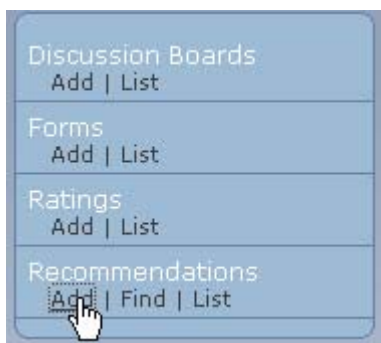 Discussion Boards
Add | List
Forms
Add | List
Ratings
Add | List
Recommendations
Add | Find | List